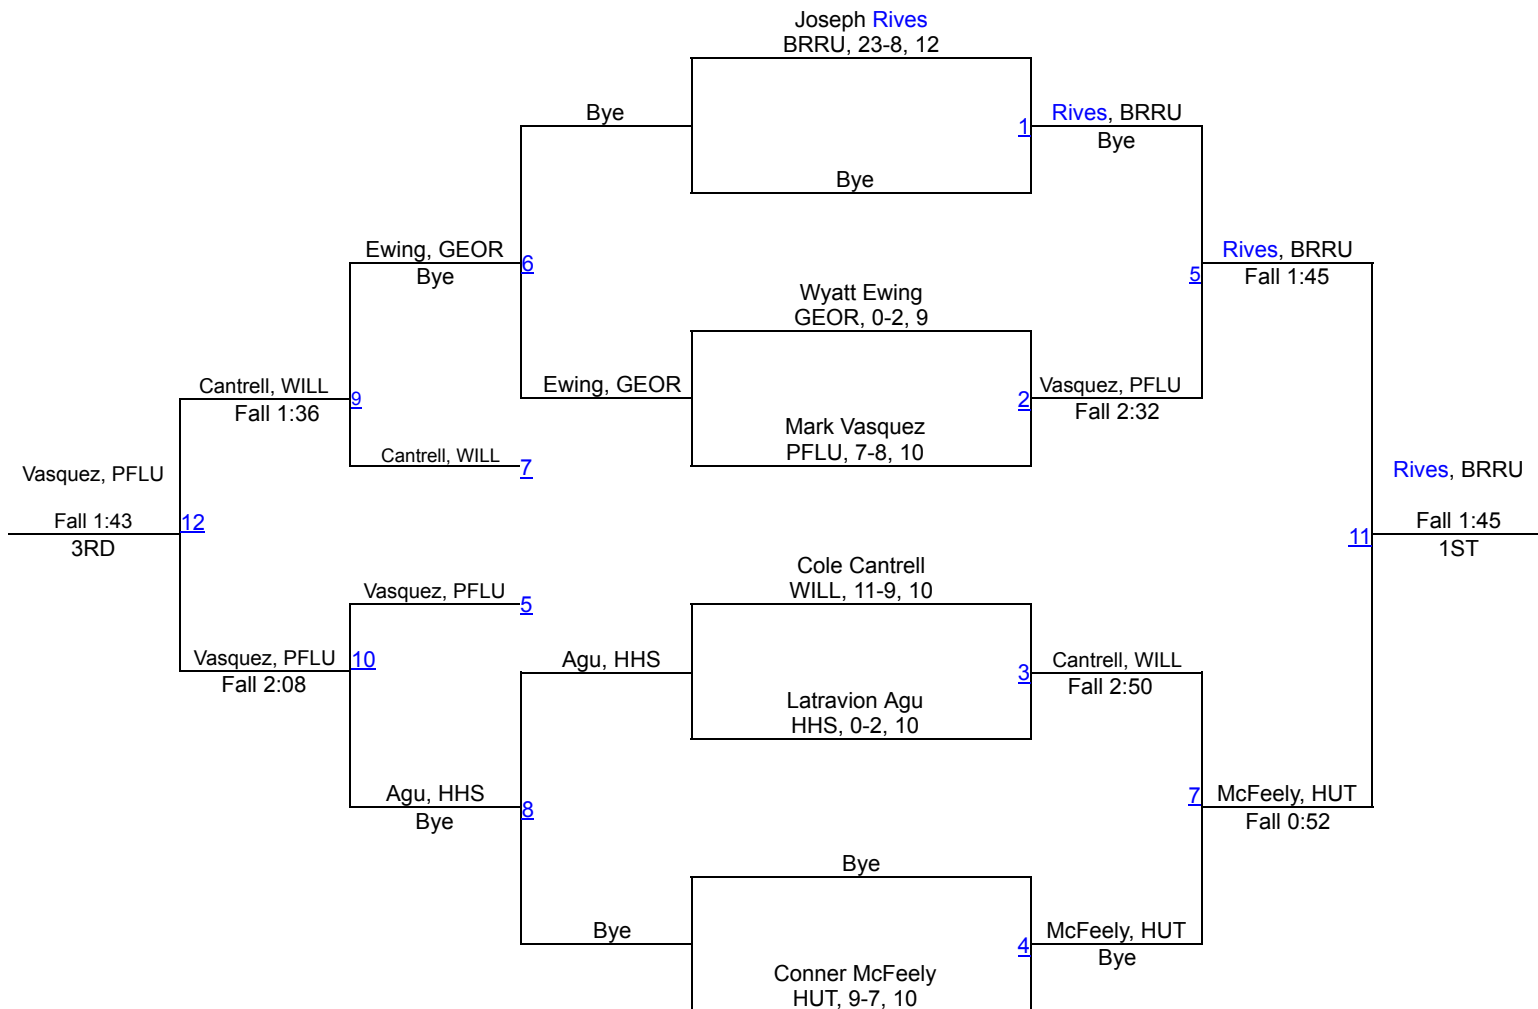 Joseph Rives
BRRU, 23-8, 12
Bye
1
Rives, BRRU
Bye
Bye
Ewing, GEOR
Bye
6
Rives, BRRU
5
Fall 1:45
Wyatt Ewing
GEOR, 0-2, 9
Cantrell, WILL
9
Fall 1:36
Ewing, GEOR
2
Vasquez, PFLU
Fall 2:32
Mark Vasquez
PFLU, 7-8, 10
Cantrell, WILL
7
Vasquez, PFLU
Rives, BRRU
Fall 1:43
12
3RD
11
Fall 1:45
1ST
Cole Cantrell
WILL, 11-9, 10
Vasquez, PFLU
5
Vasquez, PFLU
10
Fall 2:08
Agu, HHS
3
Cantrell, WILL
Fall 2:50
Latravion Agu
HHS, 0-2, 10
Agu, HHS
Bye
8
7
McFeely, HUT
Fall 0:52
Bye
Bye
4
McFeely, HUT
Bye
Conner McFeely
HUT, 9-7, 10